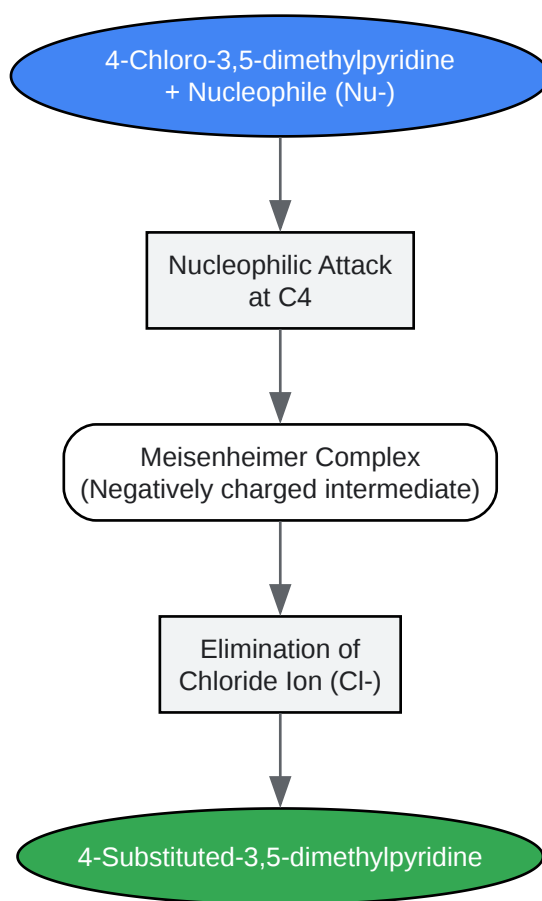 4-Chloro-3,5-dimethylpyridine
+ Nucleophile (Nu-)
Nucleophilic Attack
at C4
Meisenheimer Complex
(Negatively charged intermediate)
Elimination of
Chloride Ion (Cl-)
4-Substituted-3,5-dimethylpyridine